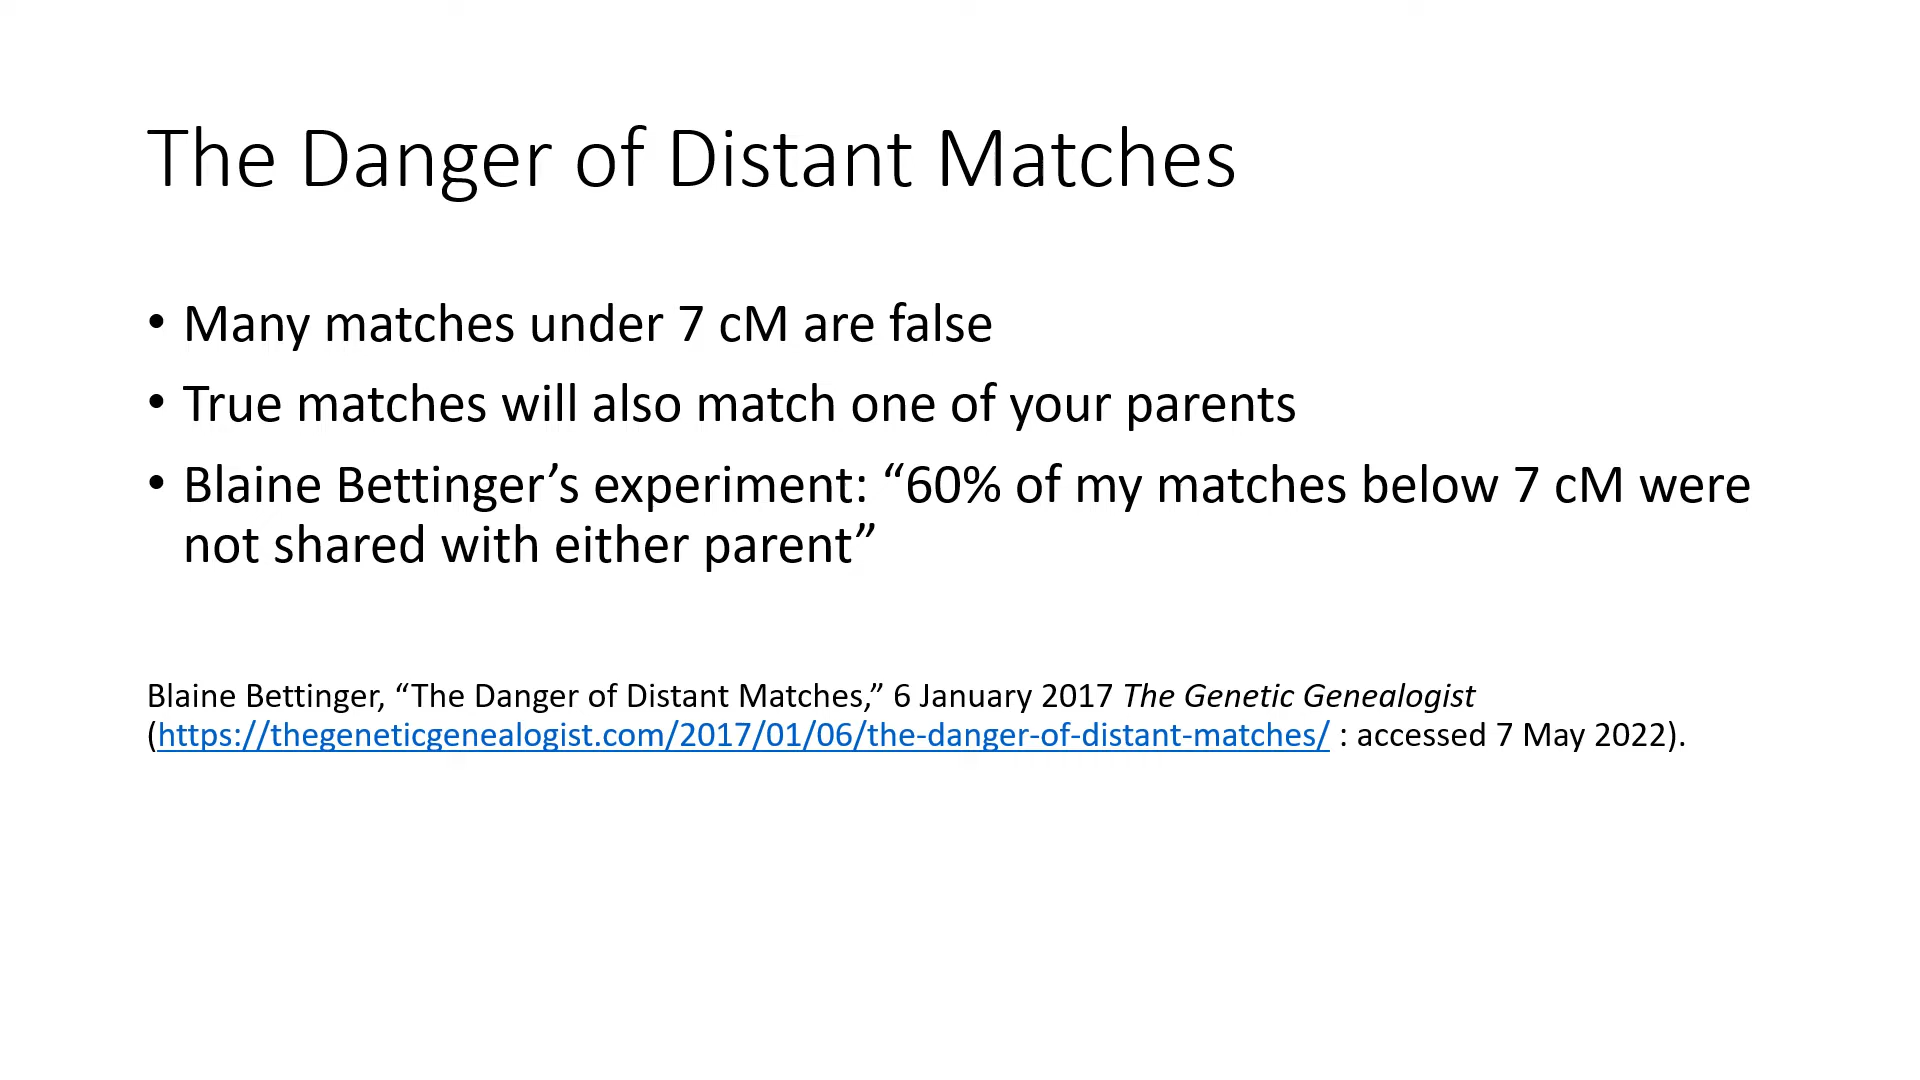 The Danger of Distant Matches
• Many matches under 7 cM are false
• True matches will also match one of your parents
• Blaine Bettinger’s experiment: “60% of my matches below 7 cM were
not shared with either parent”
Blaine Bettinger, “The Danger of Distant Matches,” 6 January 2017 The Genetic Genealogist
(https://thegeneticgenealogist.com/2017/01/06/the-danger-of-distant-matches/ : accessed 7 May 2022).